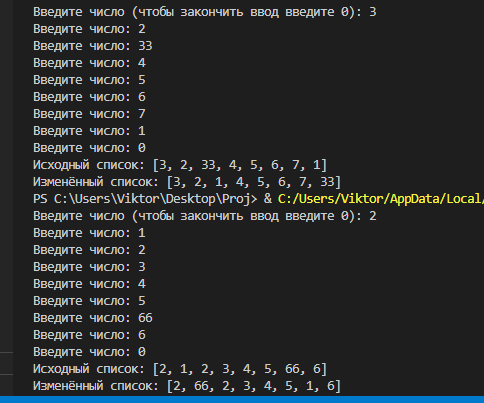 Введите число (чтобы закончить ввод введите 0): 3
Введите число: 2
Введите число: 33
Введите число: 4
Введите число: 5
Введите число: 6
Введите число: 7
Введите число: 1
Введите число: 0
Исходный список: [3, 2, 33, 4, 5, 6, 7, 1]
Изменённый список: [3, 2, 1, 4, 5, 6, 7, 33]
PS C:\Users\Viktor\Desktop\Proj> & C:/Users/Viktor/AppData/Local/
Введите число (чтобы закончить ввод введите 0): 2
Введите число: 1
Введите число: 2
Введите число: 3
Введите число: 4
Введите число: 5
Введите число: 66
Введите число: 6
Введите число: 0
Исходный список: [2, 1, 2, 3, 4, 5, 66, 6]
Изменённый список: [2, 66, 2, 3, 4, 5, 1, 6]